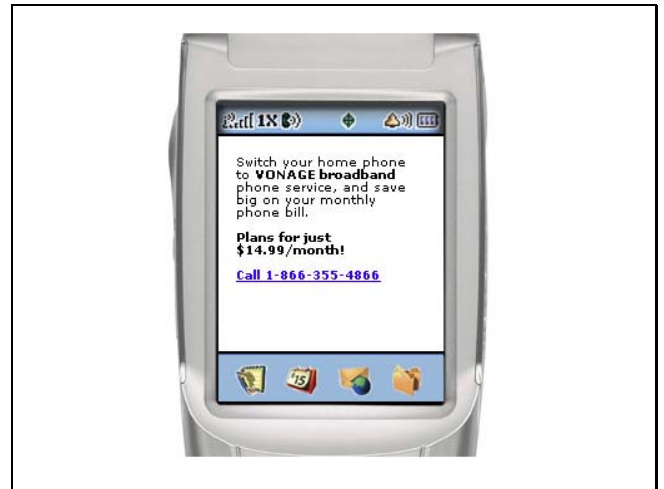 1X
Switch your home phone
to VONAGE broadband
phone service, and save
big on your monthly
phone bill.
Plans for just
$14.99/month!
Call 1-866-355-4866
15